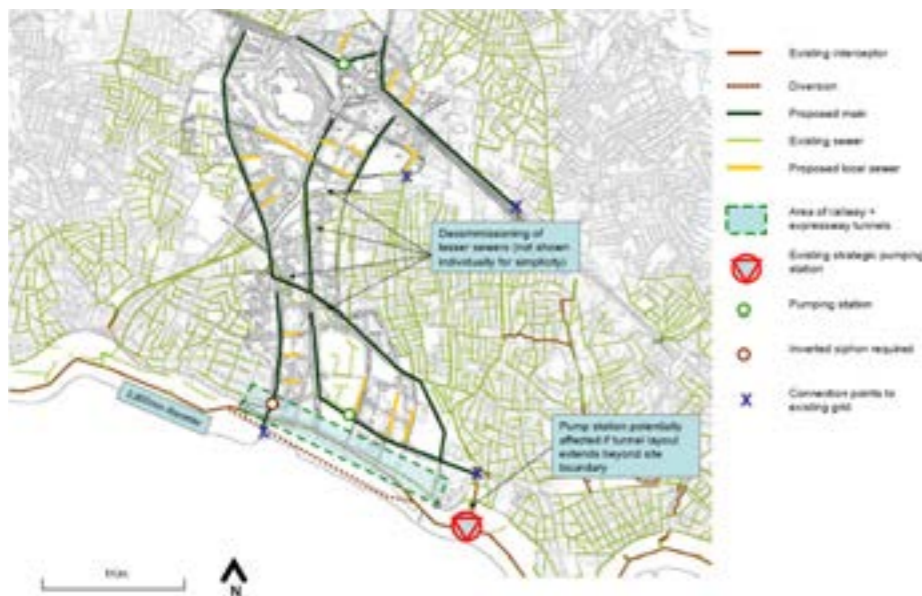 Existing interceptor
Diversion
Proposed main
Existing sewer
Proposed local sewer
Area of railway +
expressway tunnels
Existing strategic pumping
station
Pumping station
Inverted siphon required
X
Connection points to
existing grid
X
X
Decommissioning of
lesser sewers (not shown
individually for simplicity)
X
X
Pump station potentially
affected if tunnel layout
extends beyond site
boundary
N